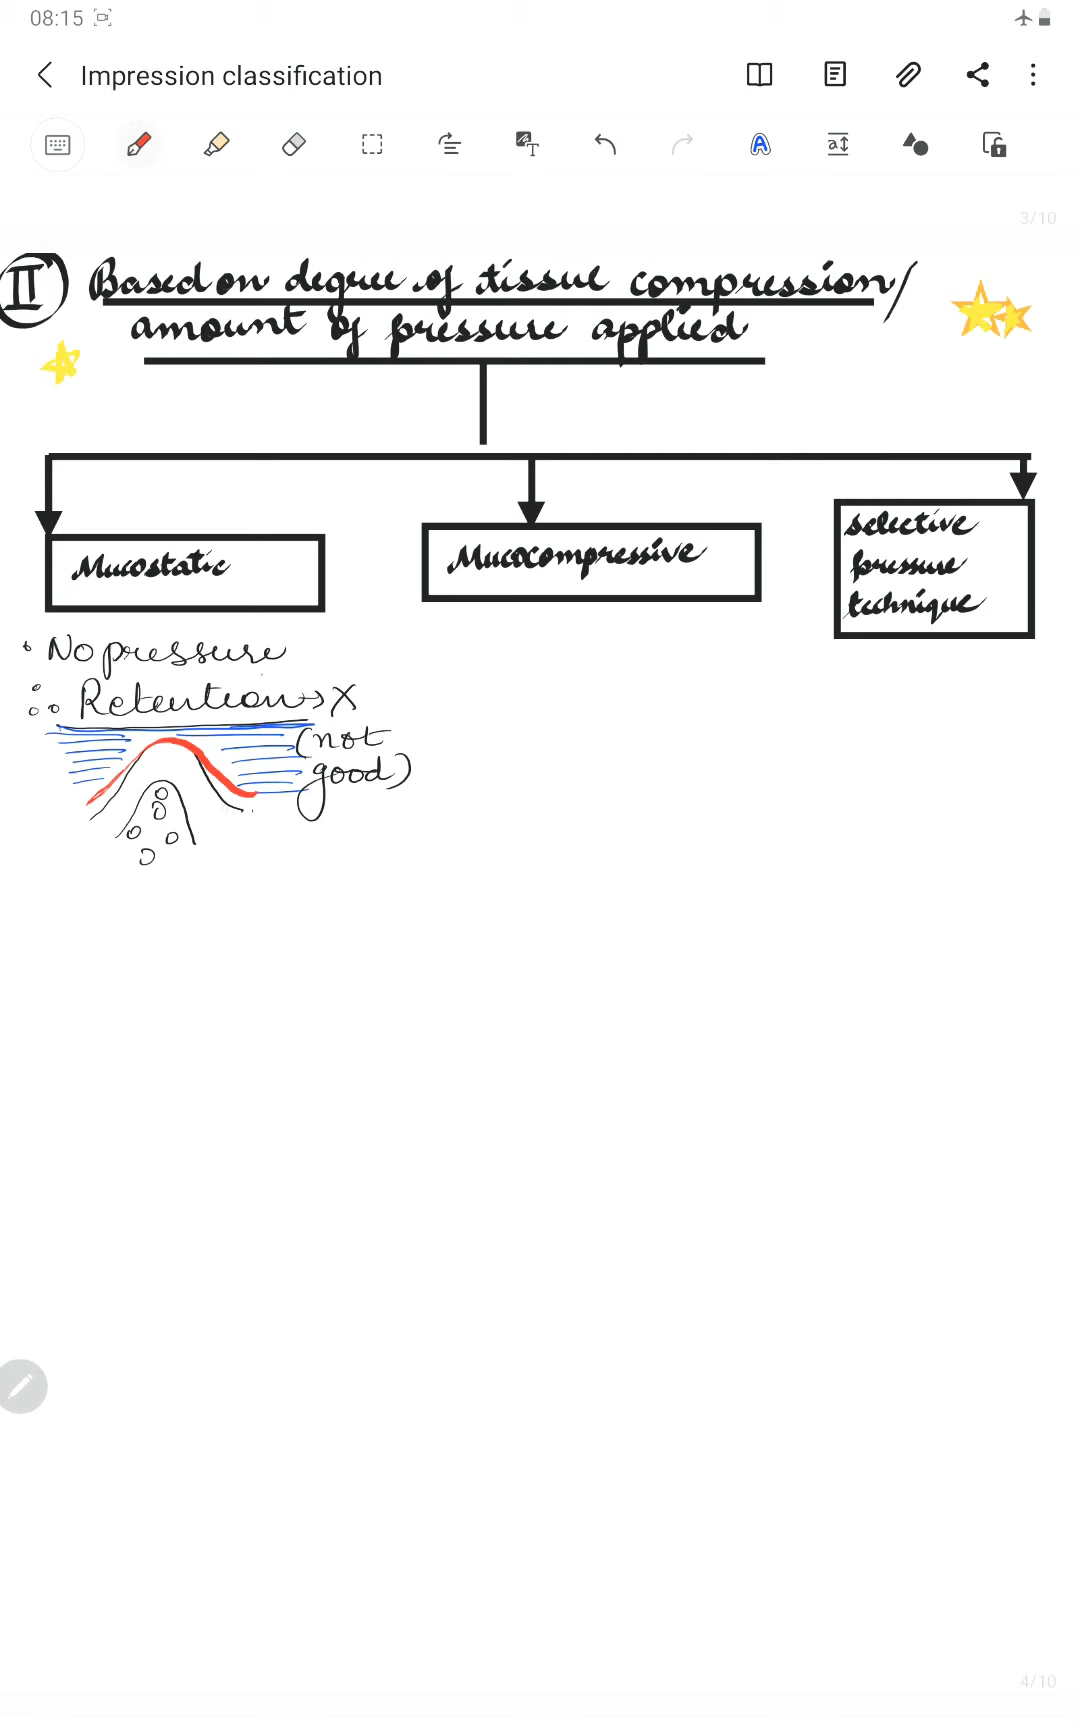 08:15
Impression classification
3/10
II Based on degree of tissue compression/
amount of pressure applied
Mucostatic
Mucocompressive
selective
pressure
technique
• No pressure
∴ Retention → X
(not
good)
4/10